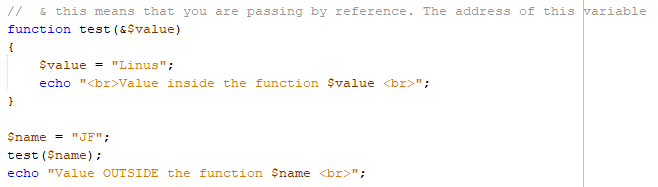 // & this means that you are passing by reference. The address of this variable
function test(&$value)
{
$value = "Linus";
echo "<br>Value inside the function $value <br>";
}
$name = "JF";
test($name);
echo "Value OUTSIDE the function $name <br>";